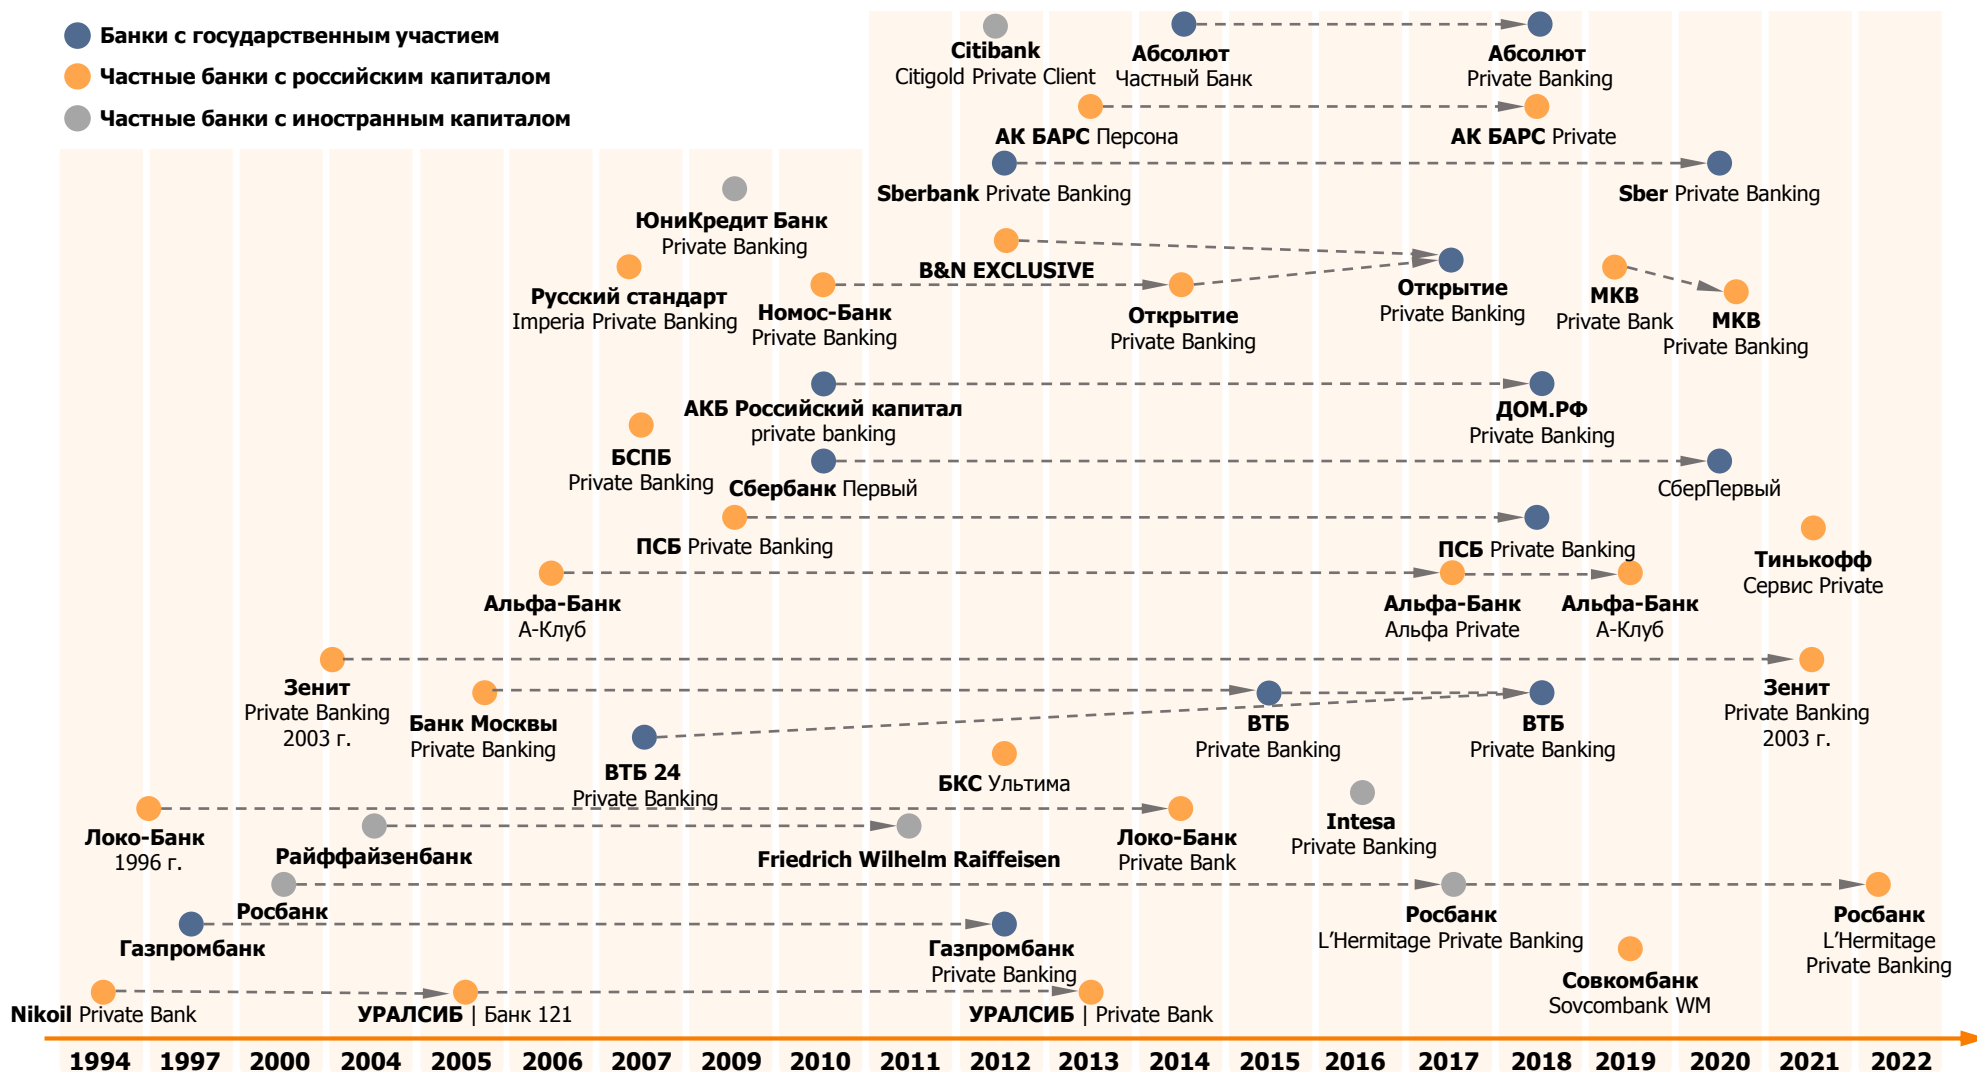 Банки с государственным участием
Частные банки с российским капиталом
Частные банки с иностранным капиталом
Citibank
Citigold Private Client
Абсолют
Частный Банк
Абсолют
Private Banking
АК БАРС Персона
АК БАРС Private
Sberbank Private Banking
Sber Private Banking
ЮниКредит Банк
Private Banking
B&N EXCLUSIVE
Русский стандарт
Imperia Private Banking
Номос-Банк
Private Banking
Открытие
Private Banking
Открытие
Private Banking
МКВ
Private Bank
МКВ
Private Banking
АКБ Российский капитал
private banking
ДОМ.РФ
Private Banking
БСПБ
Private Banking
Сбербанк Первый
СберПервый
ПСБ Private Banking
ПСБ Private Banking
Тинькофф
Сервис Private
Альфа-Банк
А-Клуб
Альфа-Банк
Альфа Private
Альфа-Банк
А-Клуб
Зенит
Private Banking
2003 г.
Банк Москвы
Private Banking
ВТБ
Private Banking
ВТБ
Private Banking
Зенит
Private Banking
2003 г.
ВТБ 24
Private Banking
БКС Ультима
Локо-Банк
1996 г.
Райффайзенбанк
Friedrich Wilhelm Raiffeisen
Локо-Банк
Private Bank
Intesa
Private Banking
Росбанк
Росбанк
L’Hermitage Private Banking
Росбанк
L’Hermitage
Private Banking
Газпромбанк
Газпромбанк
Private Banking
Совкомбанк
Sovcombank WM
Nikoil Private Bank
УРАЛСИБ | Банк 121
УРАЛСИБ | Private Bank
1994 1997 2000 2004 2005 2006 2007 2009 2010 2011 2012 2013 2014 2015 2016 2017 2018 2019 2020 2021 2022